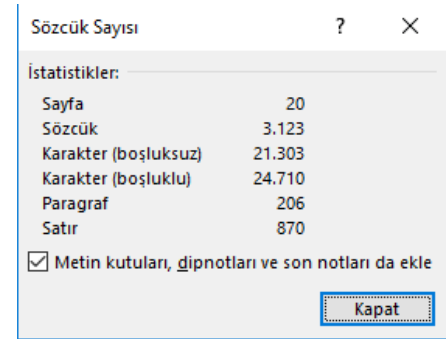 Sözcük Sayısı ? ×
İstatistikler:
Sayfa 20
Sözcük 3.123
Karakter (boşluksuz) 21.303
Karakter (boşluklu) 24.710
Paragraf 206
Satır 870
Metin kutuları, dipnotları ve son notları da ekle
Kapat